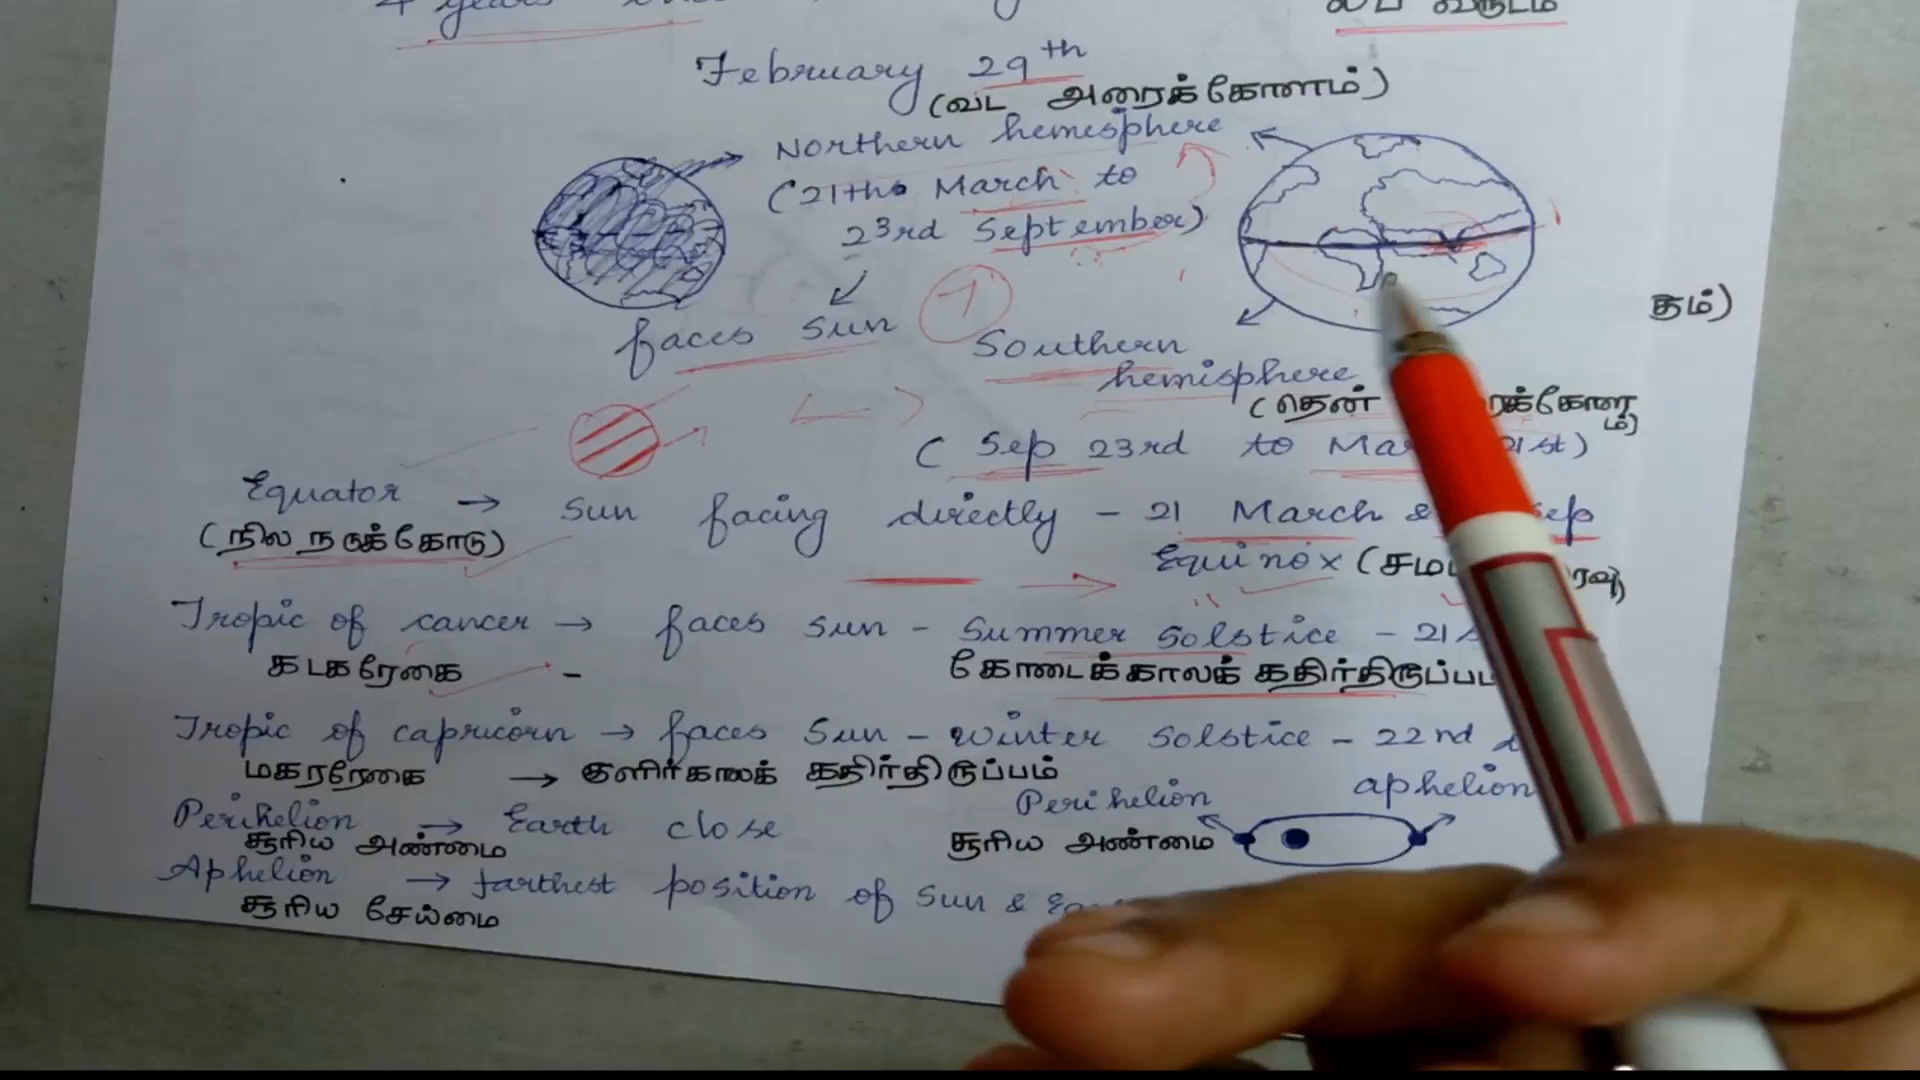 4 years
February 29th
(வட அரைக்கோளம்)
Northern hemisphere
(21th March to
23rd September)
faces sun
தம்)
Southern
hemisphere
(தென்
(Sep 23rd to
Equator → sun facing directly - 21 March &
(நில நடுக்கோடு)
Equinox
Tropic of cancer → faces sun - Summer solstice -
கடகரேகை - கோடைக்காலக்
Tropic of capricorn → faces sun - winter solstice - 22nd
மகரரேகை → குளிர்காலக் கதிர்திருப்பம்
Perihelion aphelion
Perihelion → Earth close
சூரிய அண்மை சூரிய அண்மை
Aphelion → farthest position of sun &
சூரிய சேய்மை